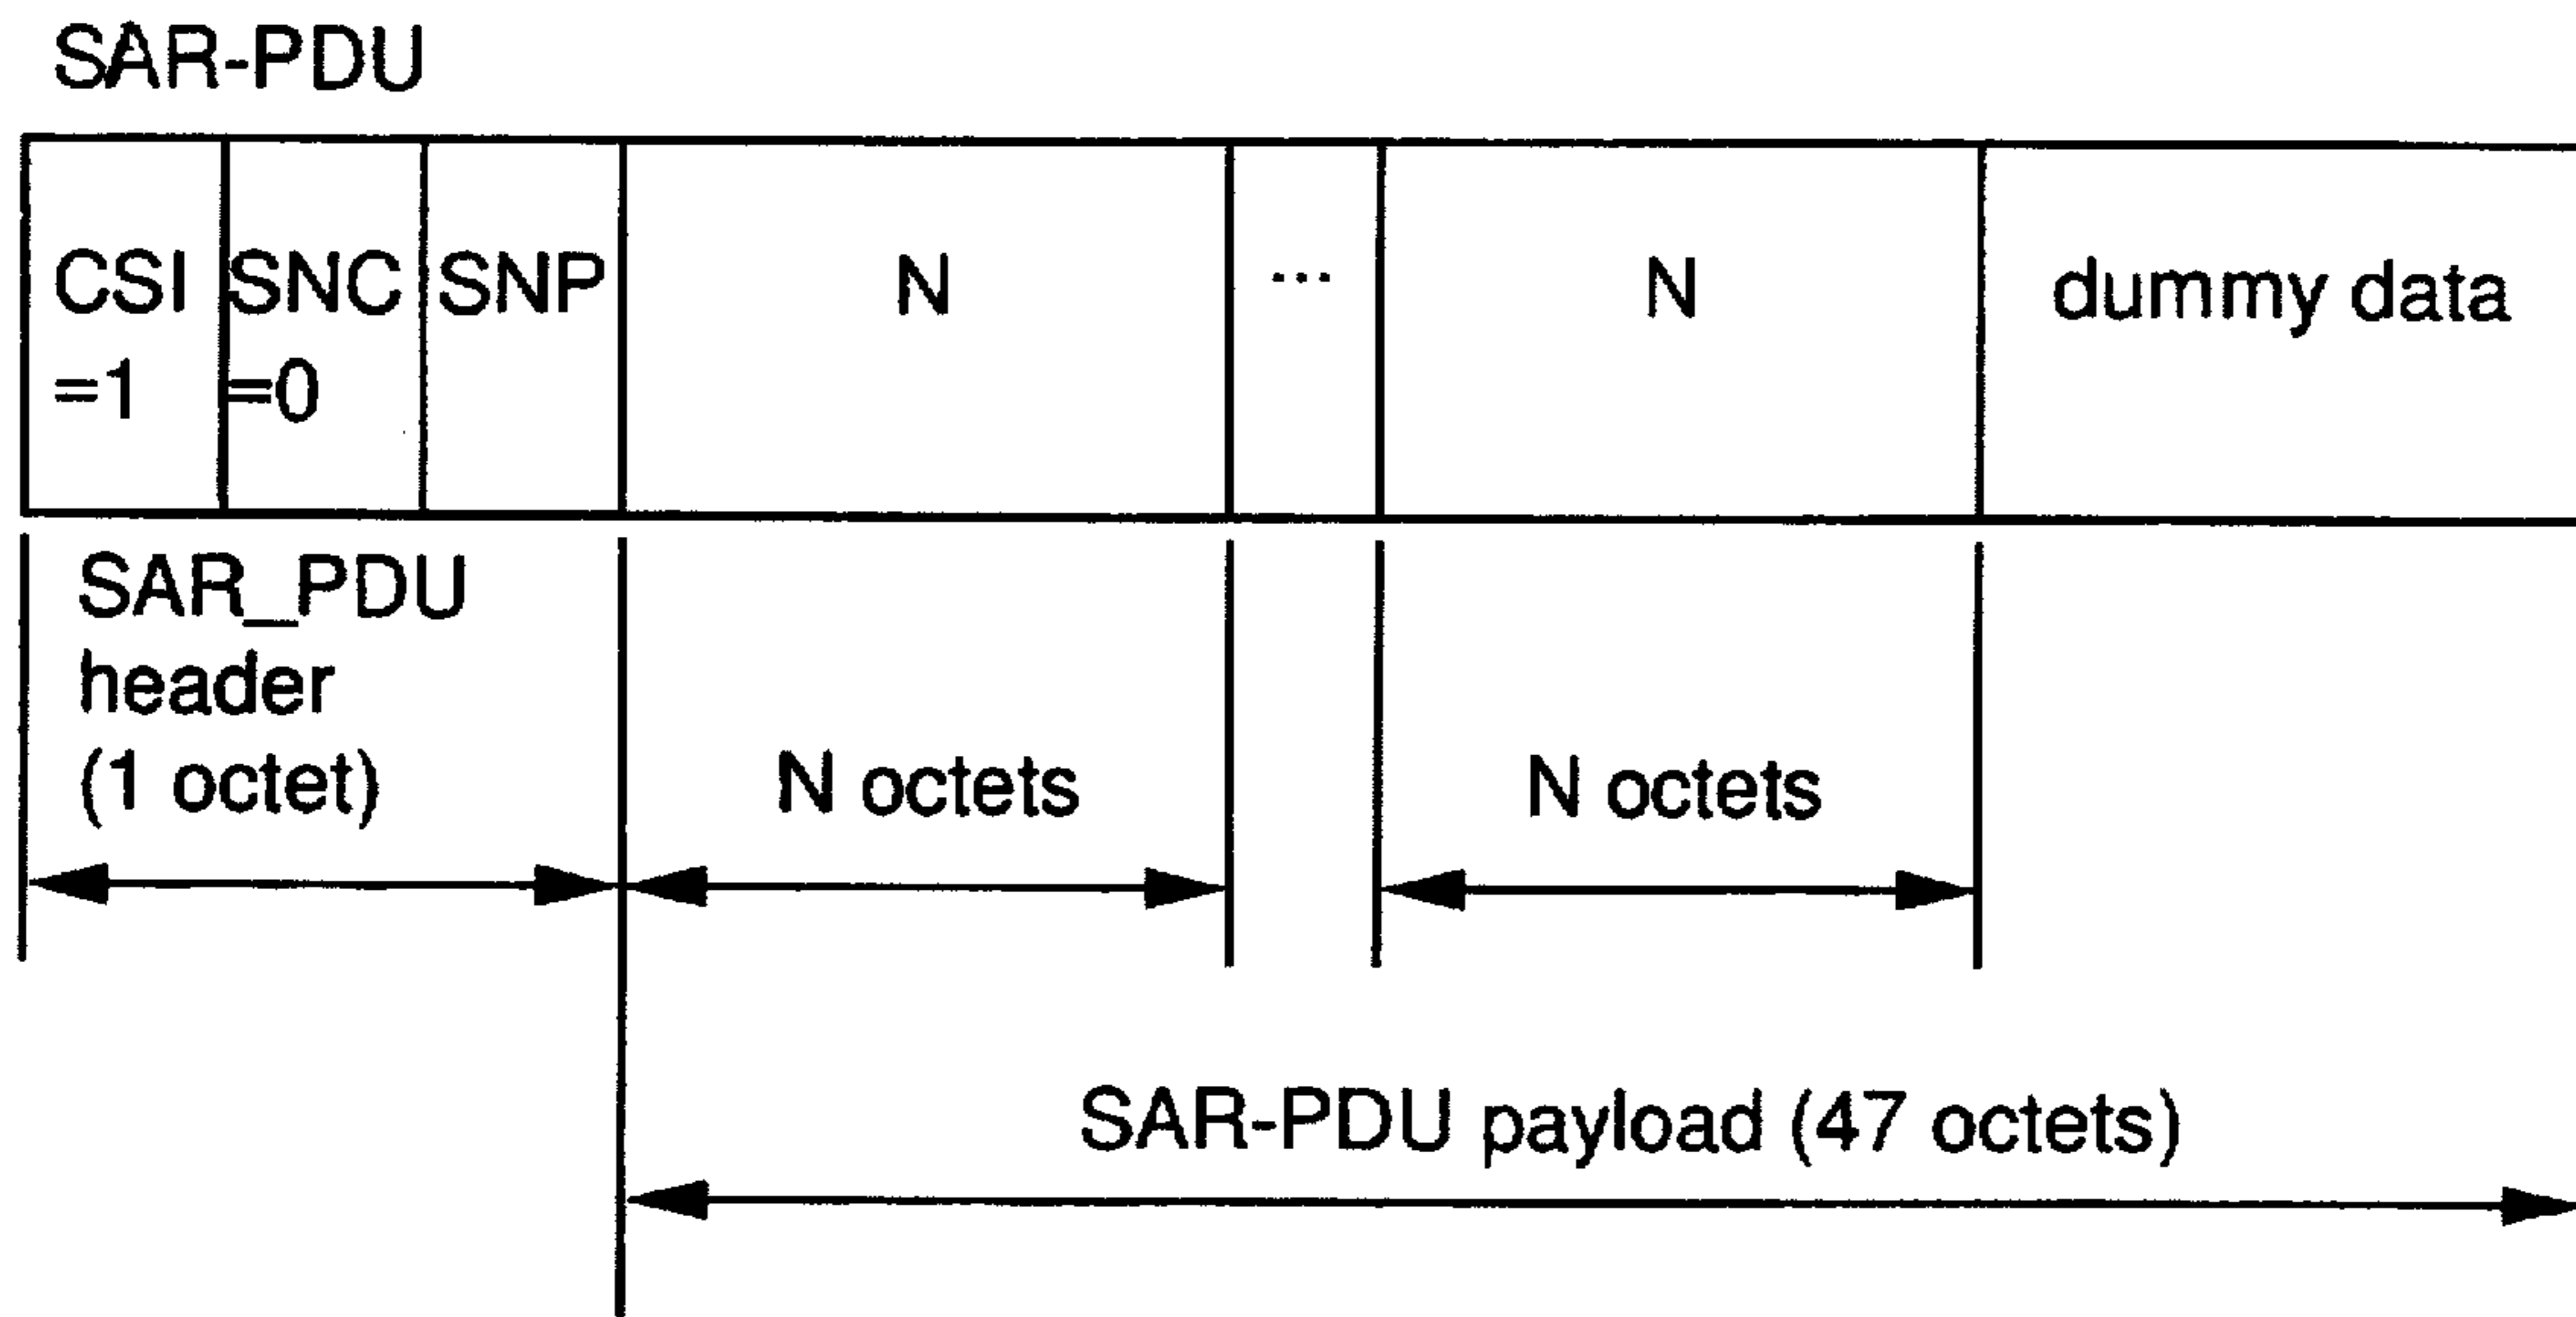 SAR-PDU
CSI SNC SNP N ... N dummy data
=1 =0
SAR_PDU
header
(1 octet) N octets N octets
SAR-PDU payload (47 octets)